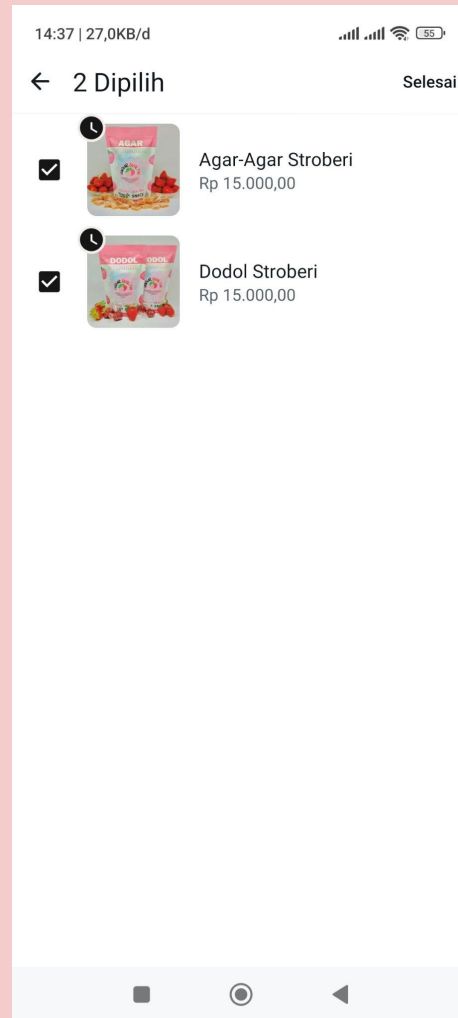 14:37 | 27,0KB/d
55
2 Dipilih
Selesai
AGAR
Agar-Agar Stroberi
Rp 15.000,00
DODOL
ODOL
Dodol Stroberi
Rp 15.000,00